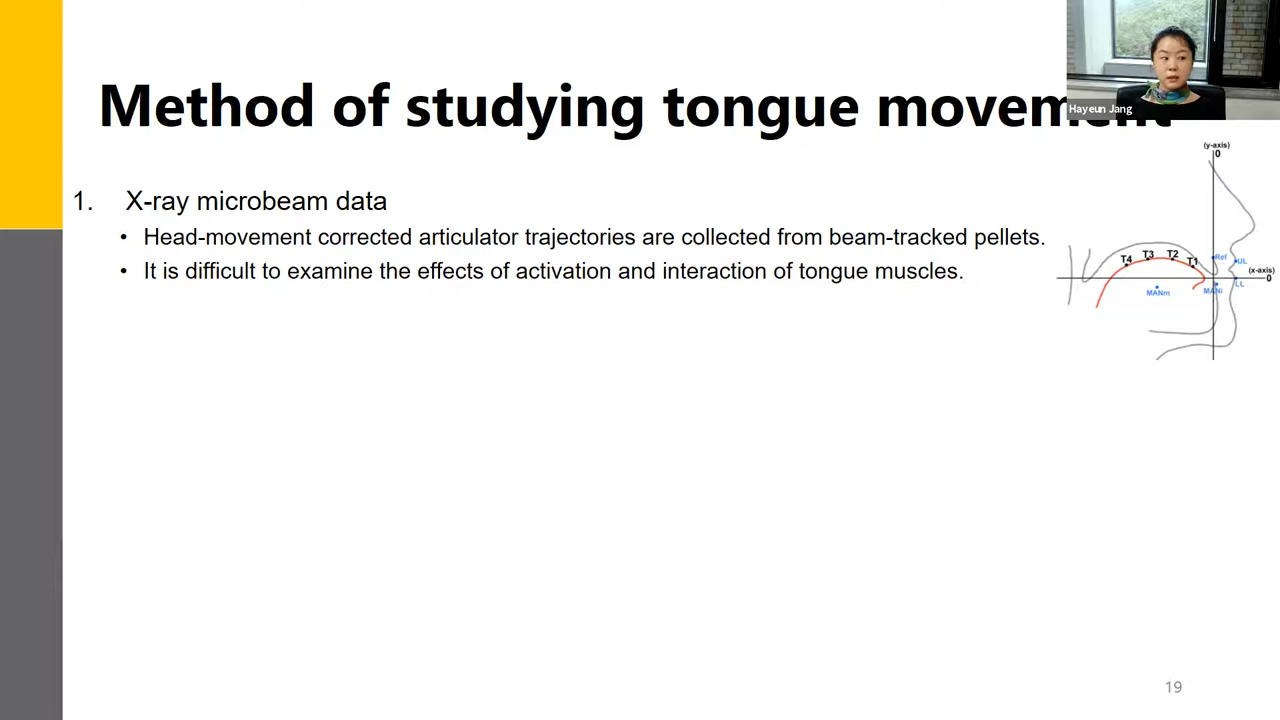 Method of studying tongue movement
Hayeun Jang
1. X-ray microbeam data
• Head-movement corrected articulator trajectories are collected from beam-tracked pellets.
• It is difficult to examine the effects of activation and interaction of tongue muscles.
(y-axis)
0
T4 T3 T2 T1
Ref
UL
(x-axis)
0
MANm
MANi
LL
19